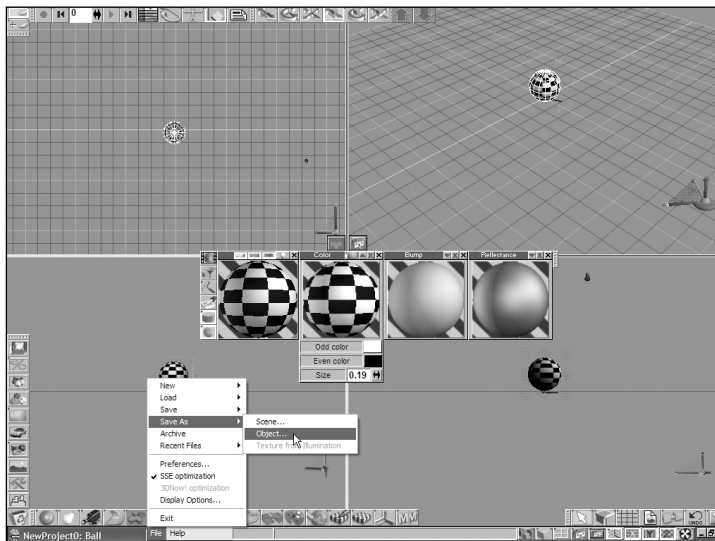 0
Color
Bump
Reflectance
Odd color
Even color
Size 0.19
New
Load
Save
Save As
Archive
Recent Files
Preferences...
SSE optimization
3DNow! optimization
Display Options...
Exit
Scene...
Object...
Texture from Illumination
UNDO
NewProject0: Ball
File Help